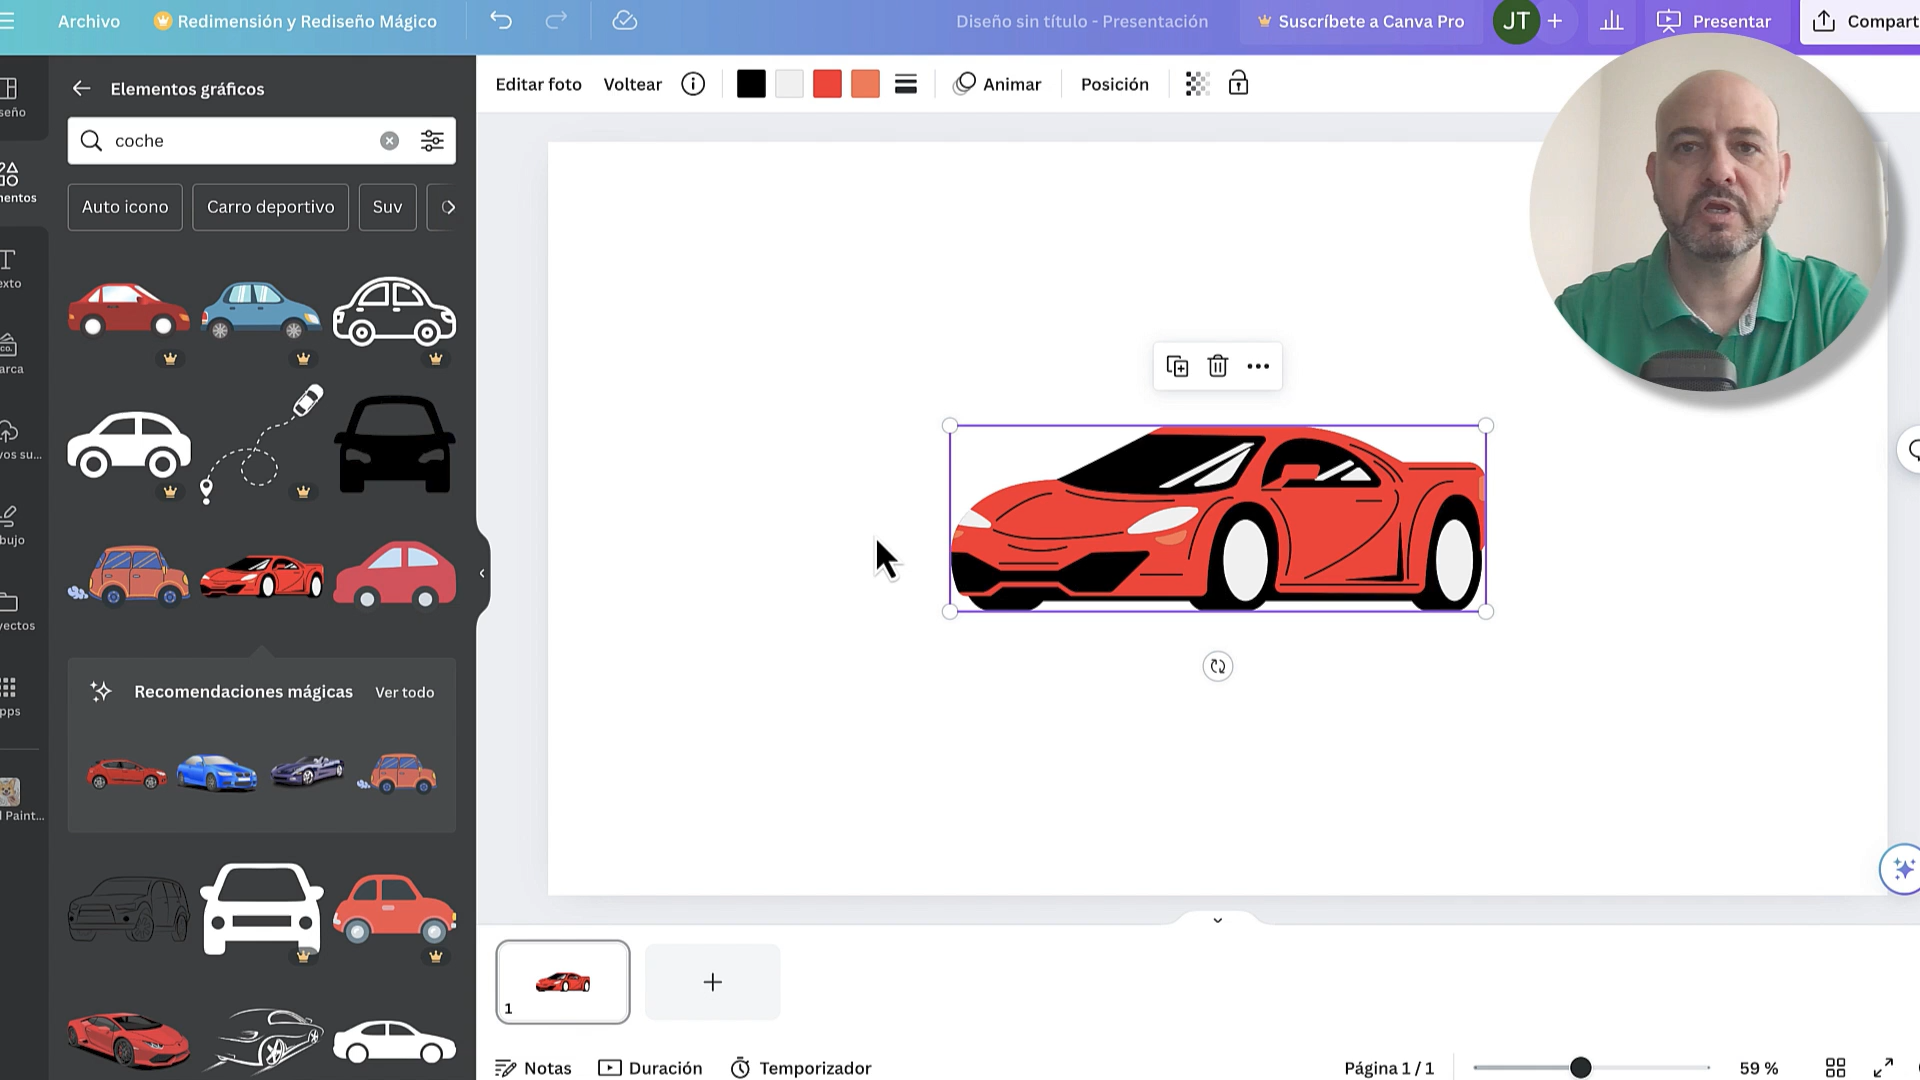 Archivo
Redimensión y Rediseño Mágico
Diseño sin título - Presentación
Suscríbete a Canva Pro
JT
Presentar
Compart
Elementos gráficos
Editar foto
Voltear
Animar
Posición
seño
coche
mentos
Auto icono
Carro deportivo
Suv
exto
co.
arca
vos su...
bujo
yectos
Recomendaciones mágicas
Ver todo
pps
l Paint...
1
Notas
Duración
Temporizador
Página 1 / 1
59 %